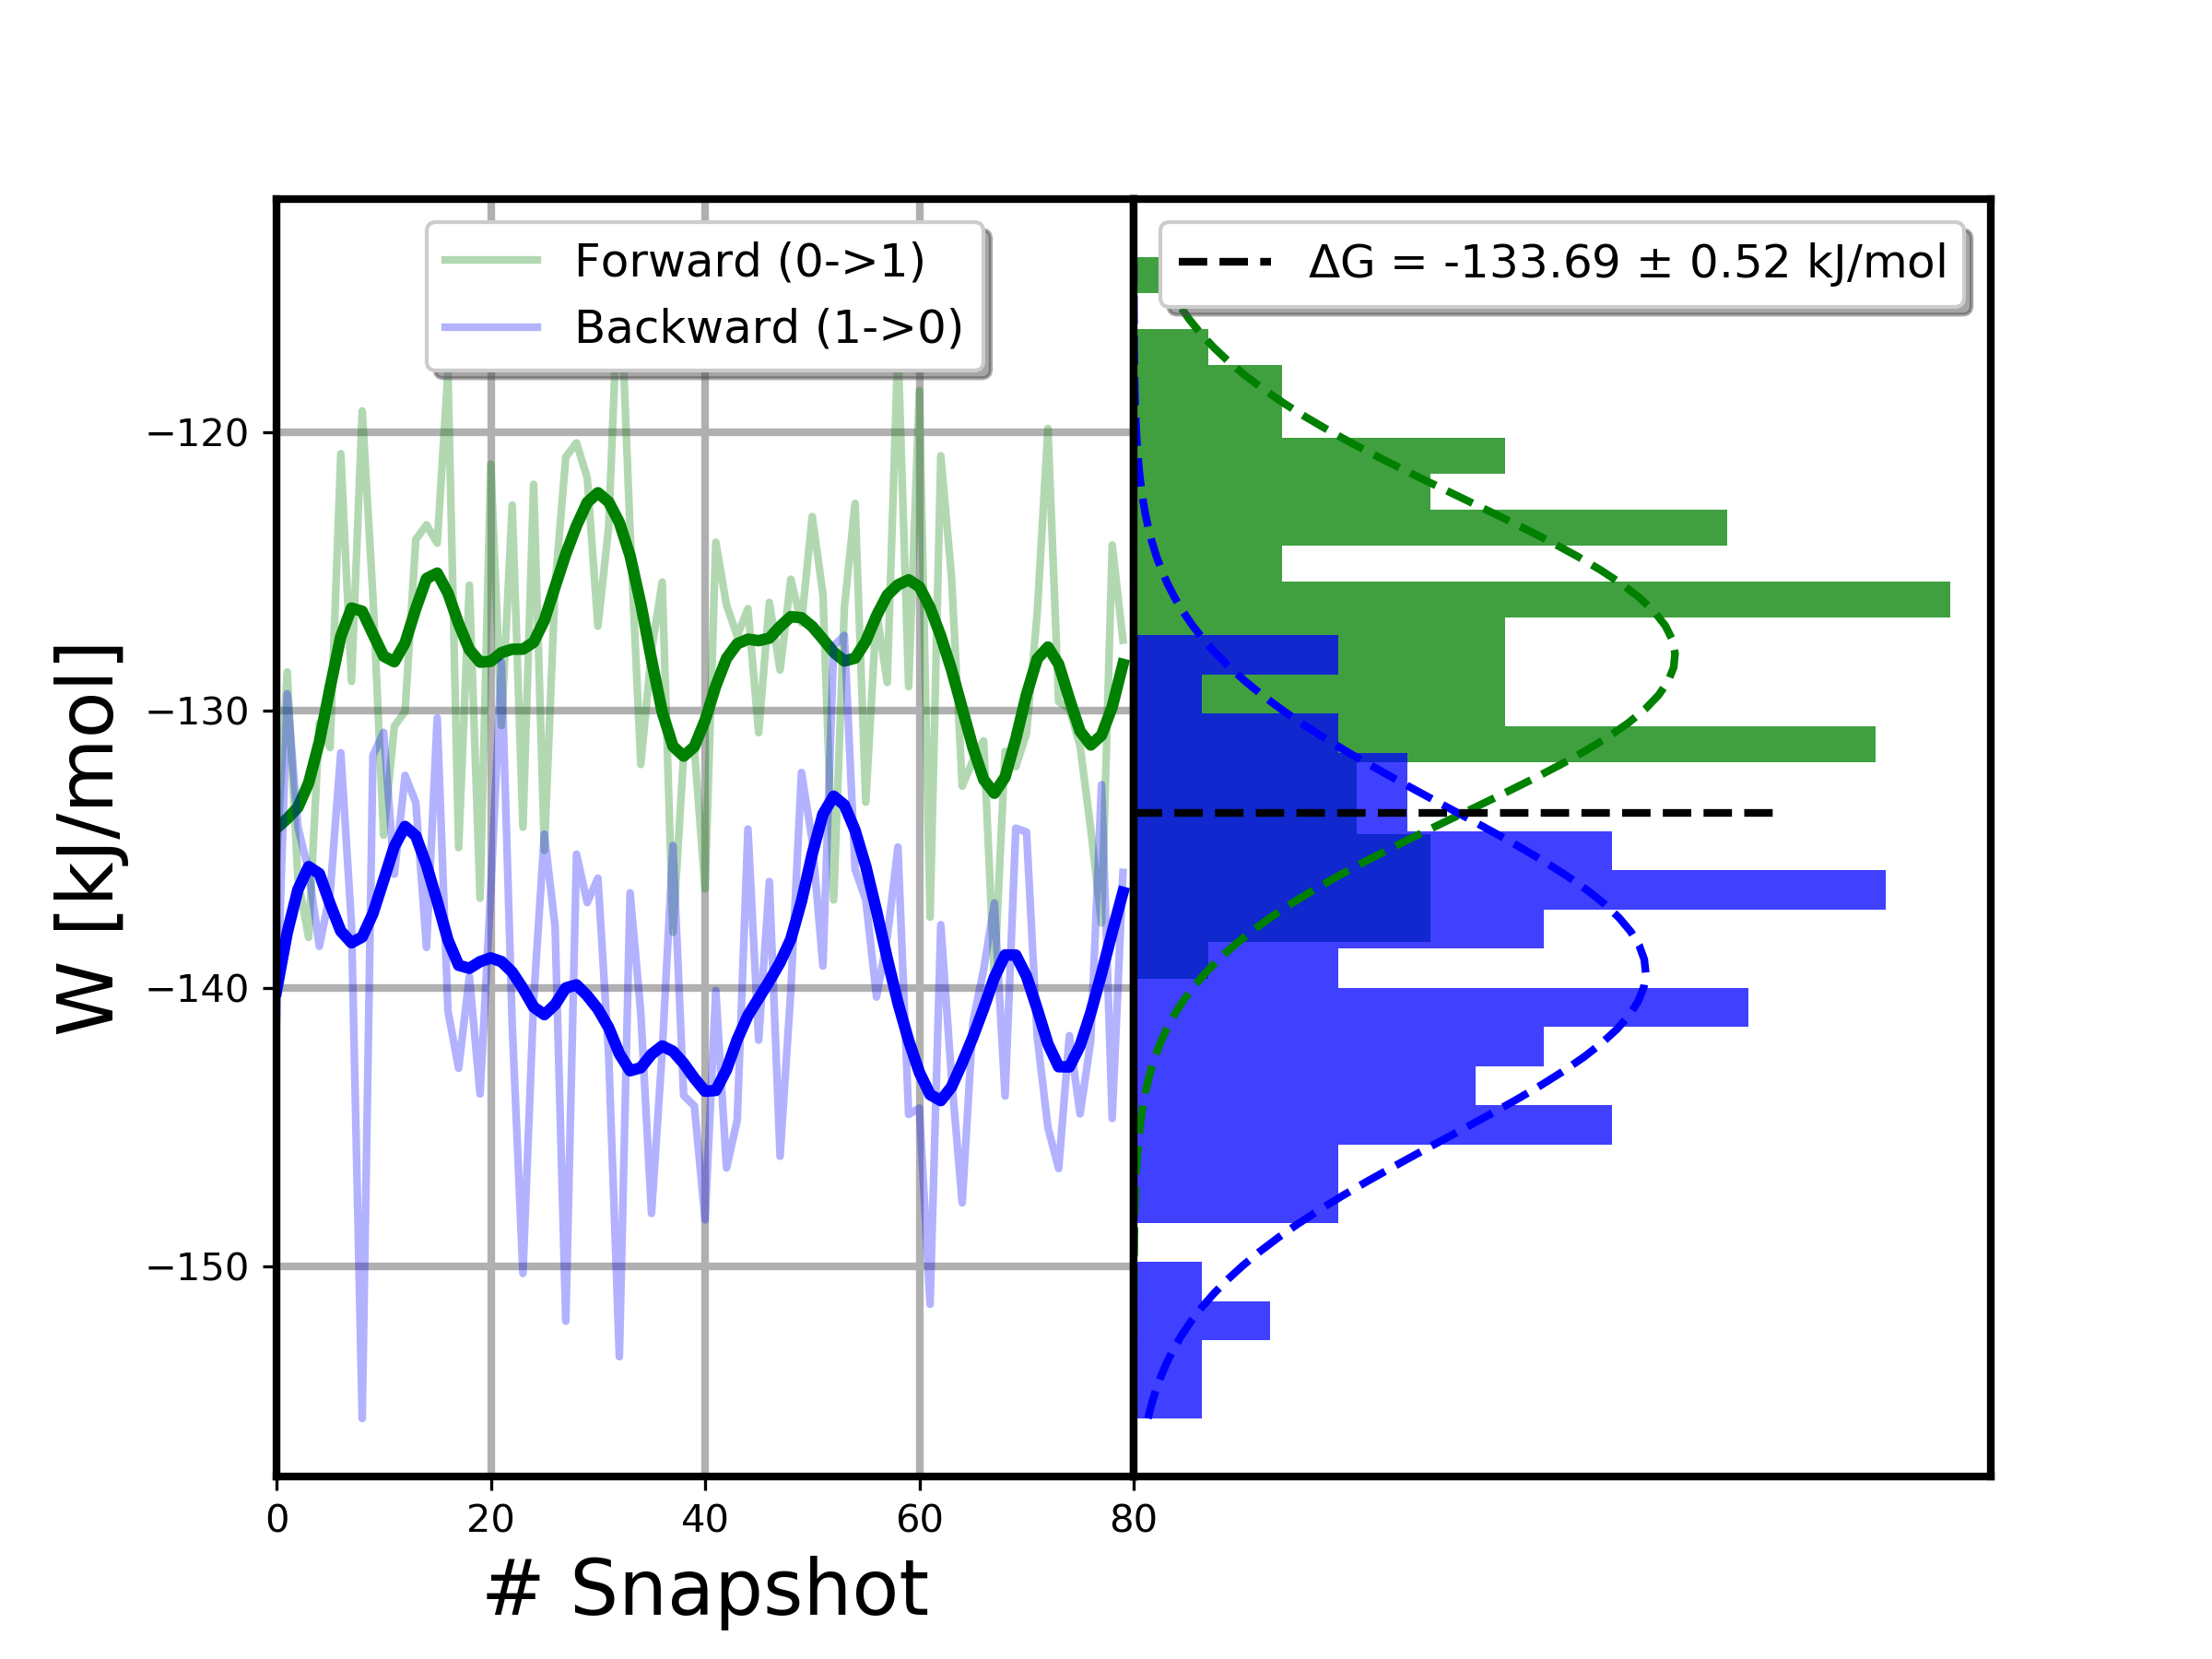 Forward (0->1)
Backward (1->0)
ΔG = -133.69 ± 0.52 kJ/mol
−120
−130
−140
−150
W [kJ/mol]
0 20 40 60 80
# Snapshot